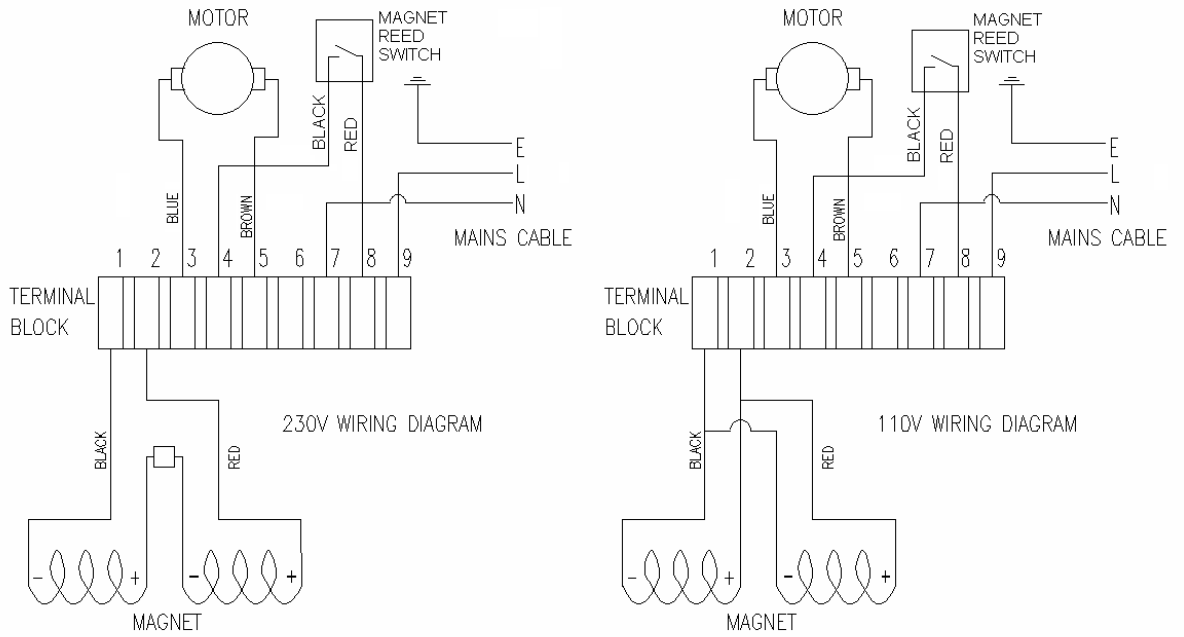 MOTOR
MAGNET
REED
SWITCH
BLACK
RED
E
L
N
BLUE
BROWN
MAINS CABLE
1 2 3 4 5 6 7 8 9
TERMINAL
BLOCK
230V WIRING DIAGRAM
BLACK
RED
- + - +
MAGNET
MOTOR
MAGNET
REED
SWITCH
BLACK
RED
E
L
N
BLUE
BROWN
MAINS CABLE
1 2 3 4 5 6 7 8 9
TERMINAL
BLOCK
110V WIRING DIAGRAM
BLACK
RED
- + - +
MAGNET